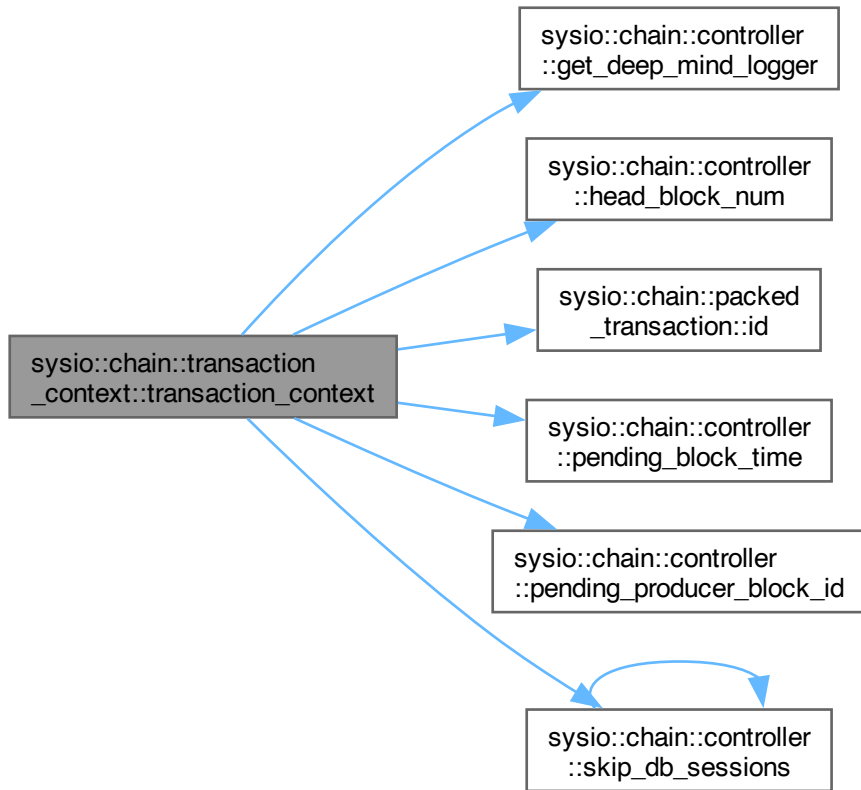 sysio::chain::controller
::get_deep_mind_logger
sysio::chain::controller
::head_block_num
sysio::chain::packed
_transaction::id
sysio::chain::transaction
_context::transaction_context
sysio::chain::controller
::pending_block_time
sysio::chain::controller
::pending_producer_block_id
sysio::chain::controller
::skip_db_sessions